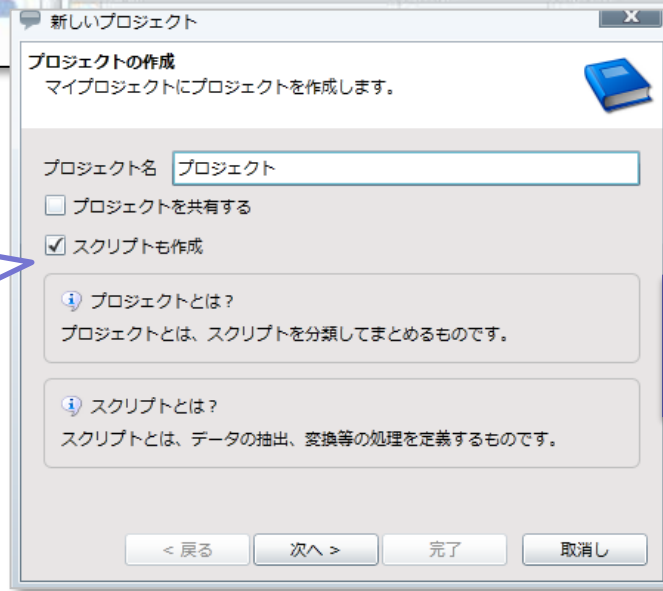 新しいプロジェクト
プロジェクトの作成
マイプロジェクトにプロジェクトを作成します。
プロジェクト名 プロジェクト
プロジェクトを共有する
スクリプトも作成
プロジェクトとは?
プロジェクトとは、スクリプトを分類してまとめるものです。
スクリプトとは?
スクリプトとは、データの抽出、変換等の処理を定義するものです。
< 戻る 次へ > 完了 取消し